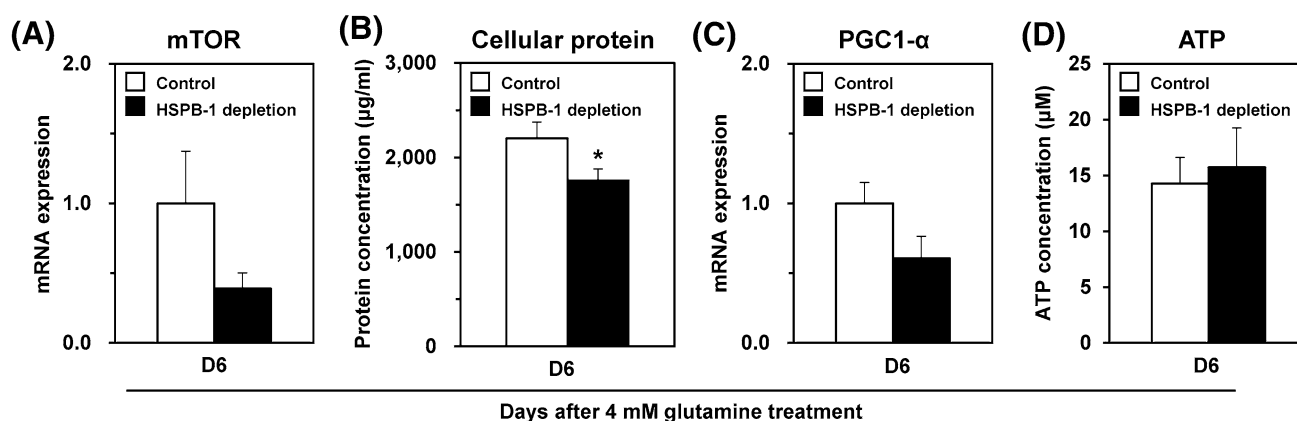 (A)
mTOR
mRNA expression
2.0
1.0
0.0
Control
HSPB-1 depletion
D6
(B)
Cellular protein
Protein concentration (µg/ml)
3,000
2,000
1,000
0
Control
HSPB-1 depletion
*
D6
(C)
PGC1-α
mRNA expression
2.0
1.0
0.0
Control
HSPB-1 depletion
D6
(D)
ATP
ATP concentration (µM)
25
20
15
14
5
0
Control
HSPB-1 depletion
D6
Days after 4 mM glutamine treatment